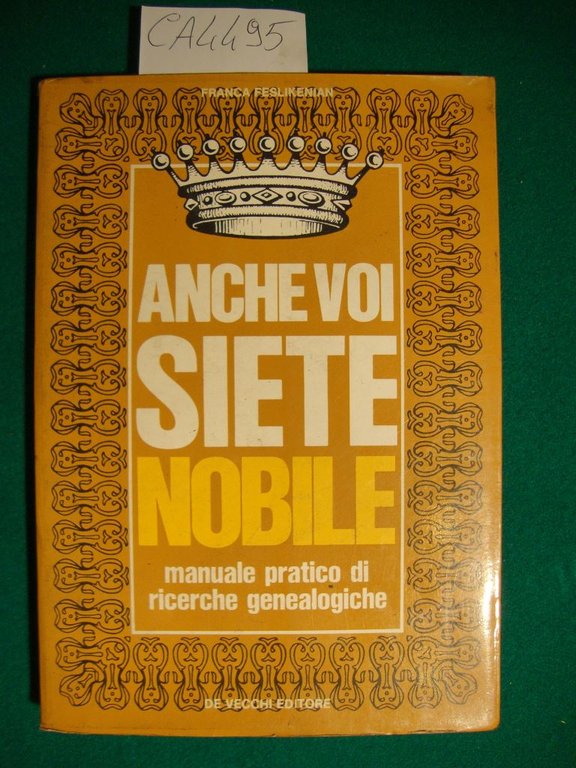 CA4495
FRANCA FESLIKENIAN
ANCHE VOI
SIETE
NOBILE
manuale pratico di
ricerche genealogiche
DE VECCHI EDITORE